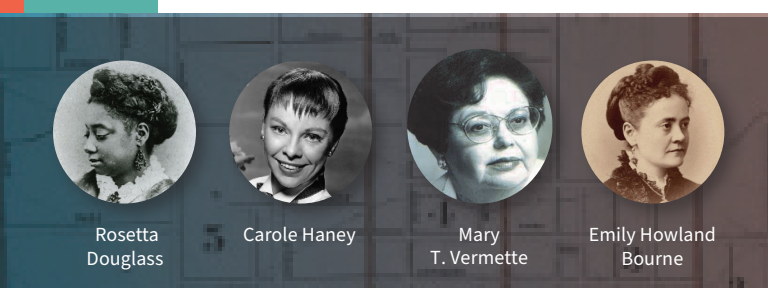 Rosetta
Douglass
Carole Haney
Mary
T. Vermette
Emily Howland
Bourne